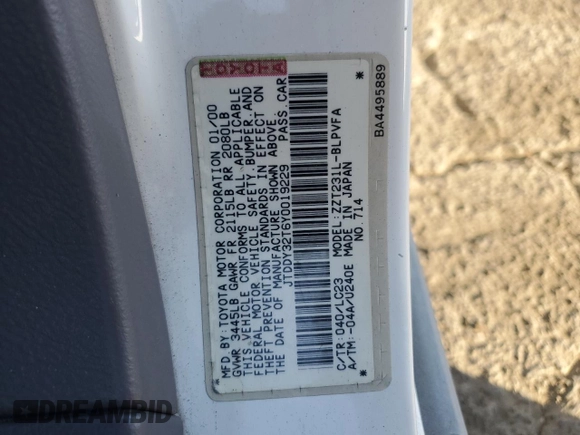 TOYOTA
MFD BY: TOYOTA MOTOR CORPORATION 01/00
GVWR 3445LB GAWR FR 2115LB RR 2080LB
THIS VEHICLE CONFORMS TO ALL APPLICABLE
FEDERAL MOTOR VEHICLE SAFETY, BUMPER, AND
THEFT PREVENTION STANDARDS IN EFFECT ON
THE DATE OF MANUFACTURE SHOWN ABOVE.
JTDDY32T6Y0019229 PASS. CAR
C/TR: 040/LC23 MODEL: ZZT231L-BLPVFA
A/TM: -04A/U240E MADE IN JAPAN
* NO 714 *
BA4495889
DREAMBID